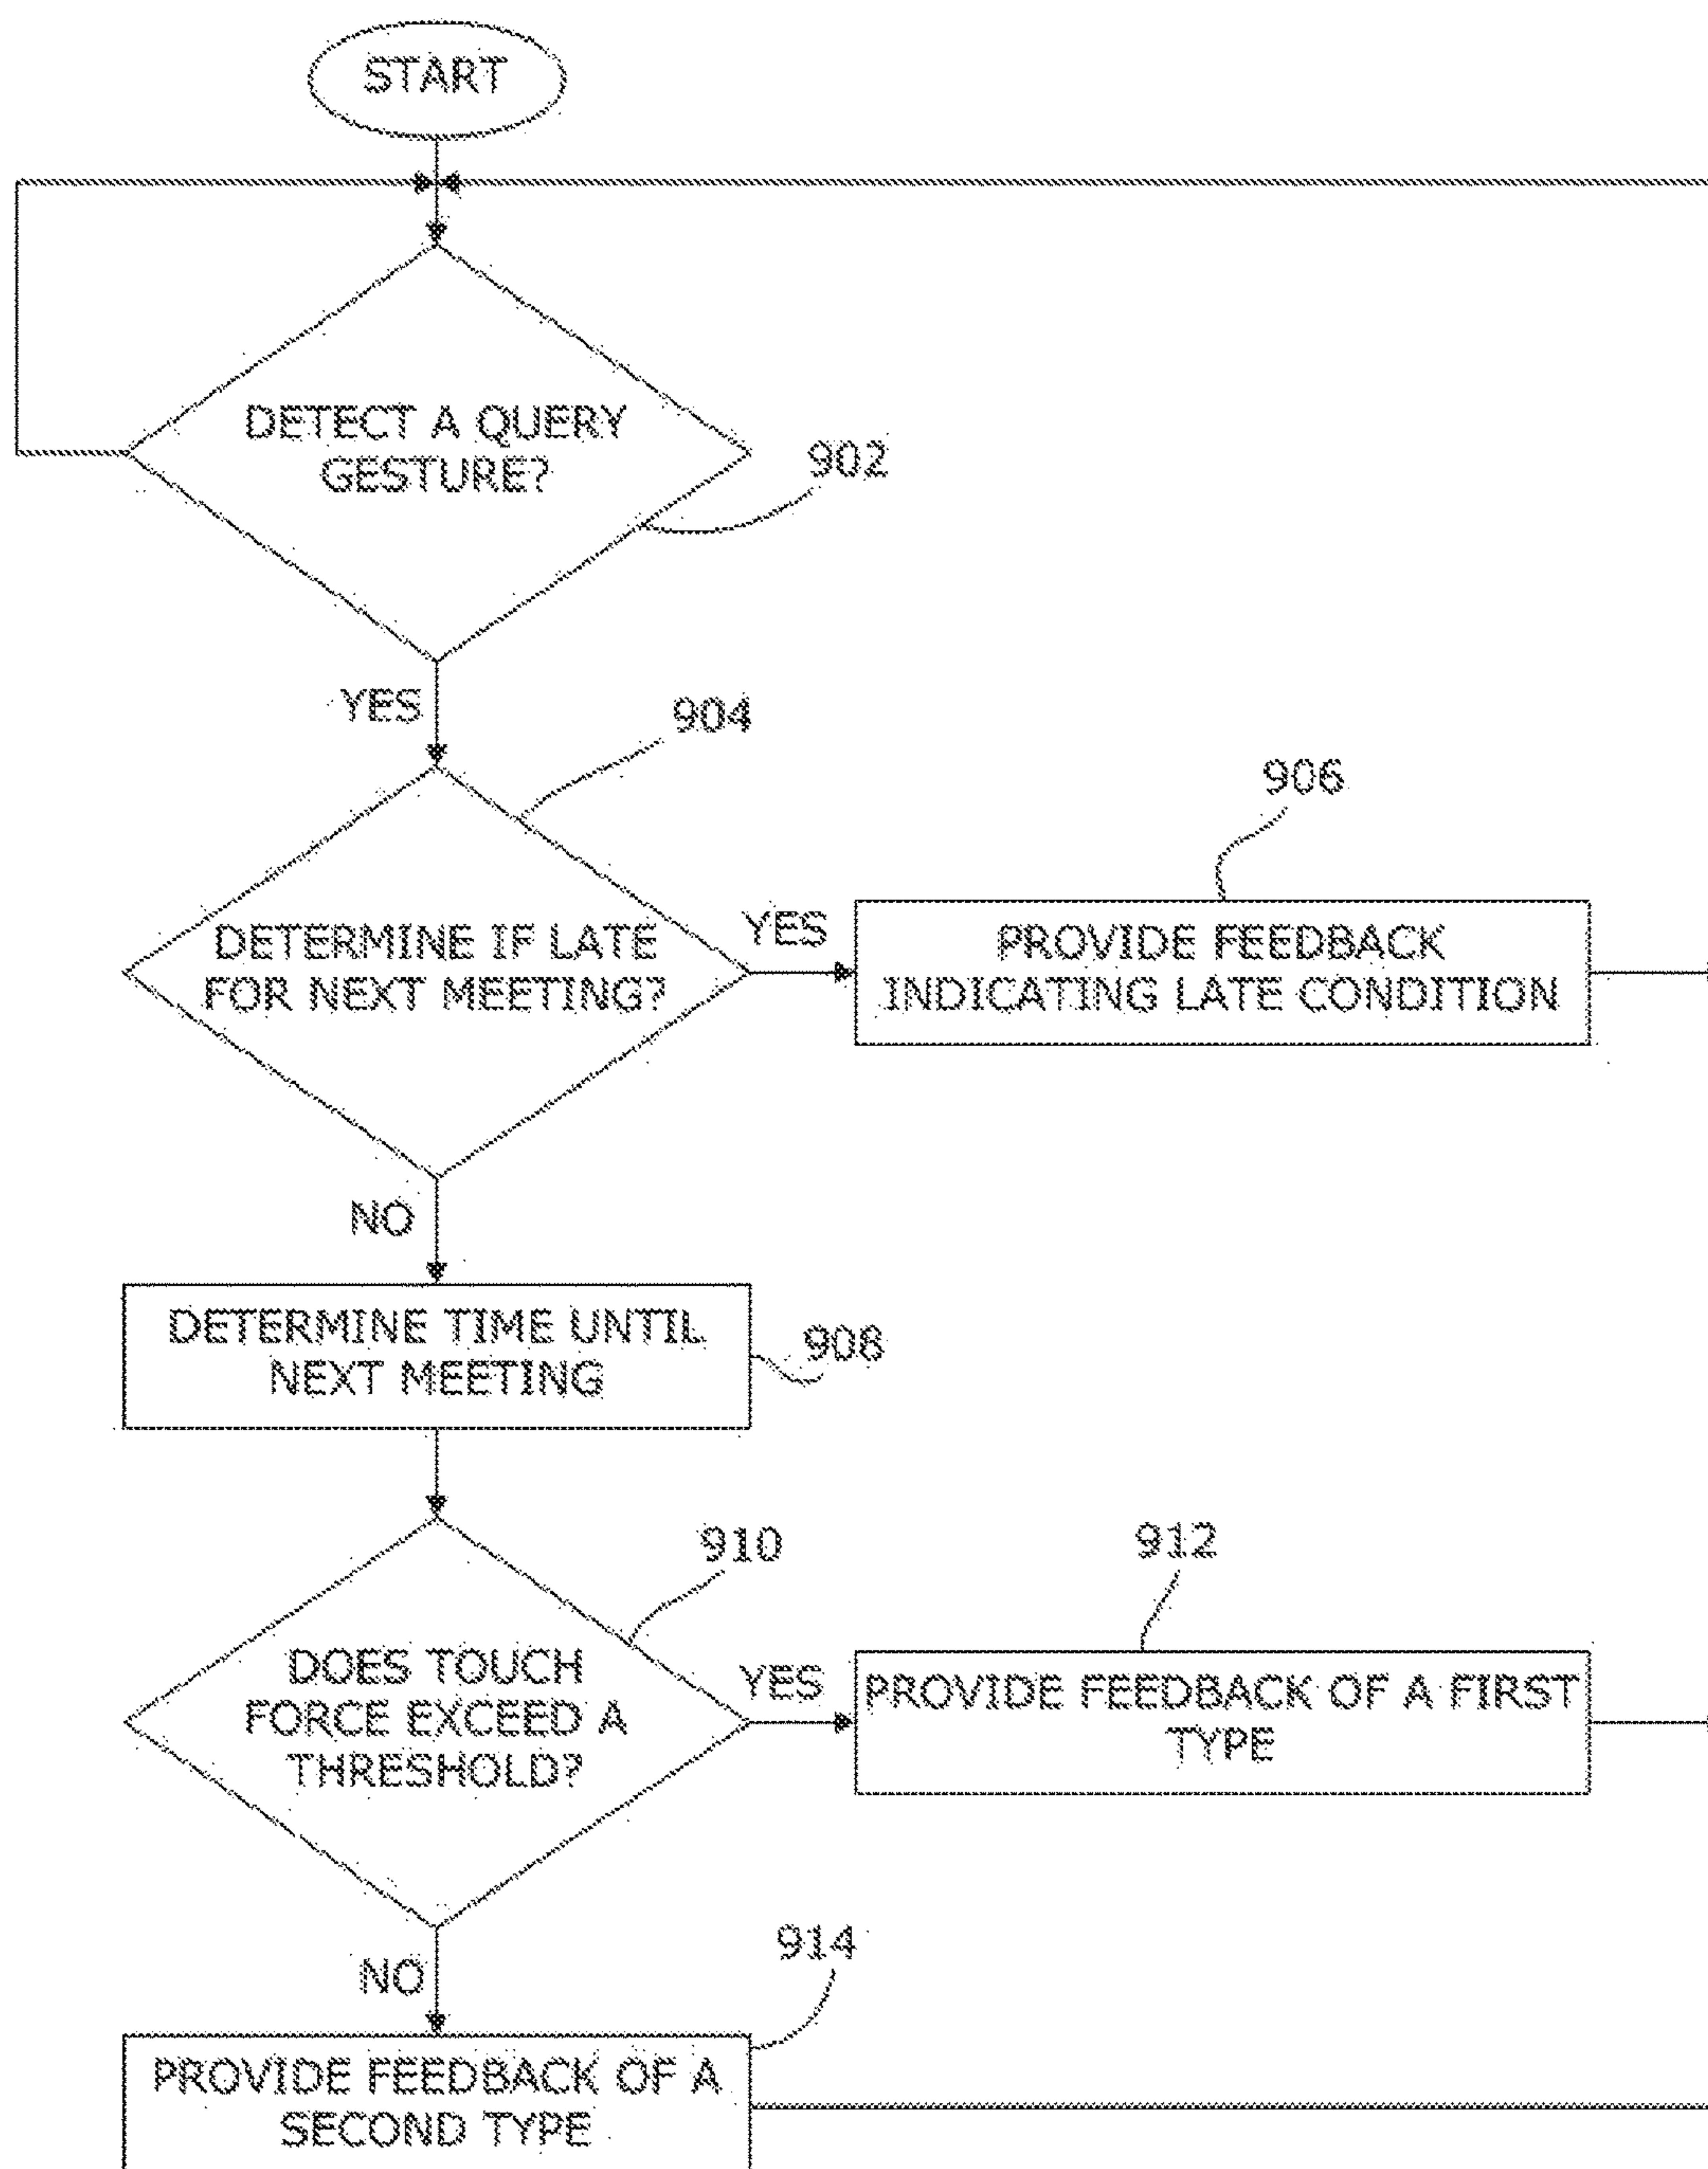 START
DETECT A QUERY
GESTURE?
902
YES
904
DETERMINE IF LATE
FOR NEXT MEETING?
YES
906
PROVIDE FEEDBACK
INDICATING LATE CONDITION
NO
DETERMINE TIME UNTIL
NEXT MEETING
908
910
DOES TOUCH
FORCE EXCEED A
THRESHOLD?
YES
912
PROVIDE FEEDBACK OF A FIRST
TYPE
NO
914
PROVIDE FEEDBACK OF A
SECOND TYPE